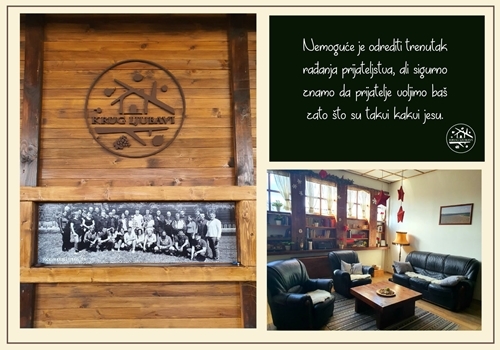 KRUG LJUBAVI
Nemoguće je odrediti trenutak
rađanja prijateljstva, ali sigurno
znamo da prijatelje volimo baš
zato što su takvi kakvi jesu.